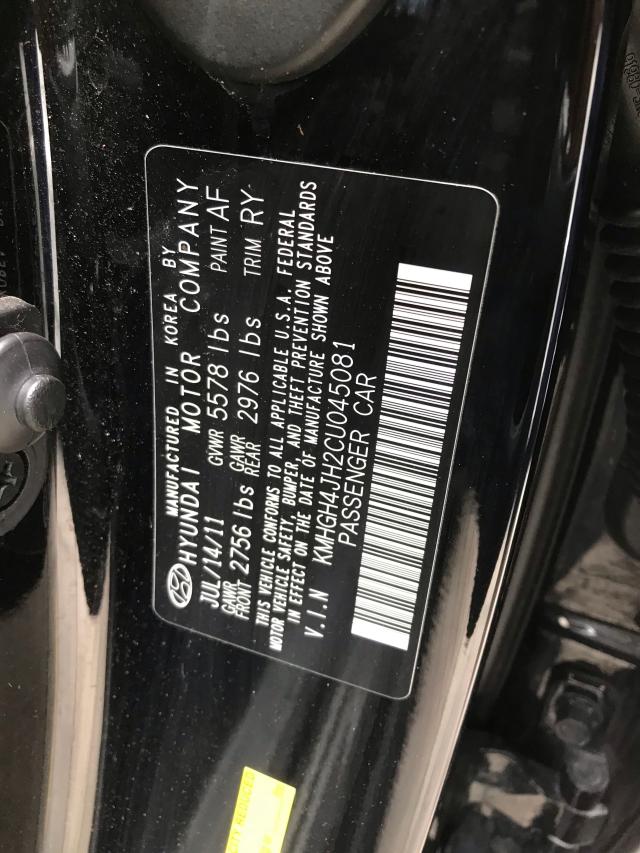 MANUFACTURED IN KOREA BY
HYUNDAI MOTOR COMPANY
JUL/14/11 GVWR 5578 lbs PAINT AF
GAWR FRONT 2756 lbs GAWR REAR 2976 lbs TRIM RY
THIS VEHICLE CONFORMS TO ALL APPLICABLE U.S.A. FEDERAL
MOTOR VEHICLE SAFETY, BUMPER, AND THEFT PREVENTION STANDARDS
IN EFFECT ON THE DATE OF MANUFACTURE SHOWN ABOVE
V.I.N KMHGH4JH2CU045081
PASSENGER CAR